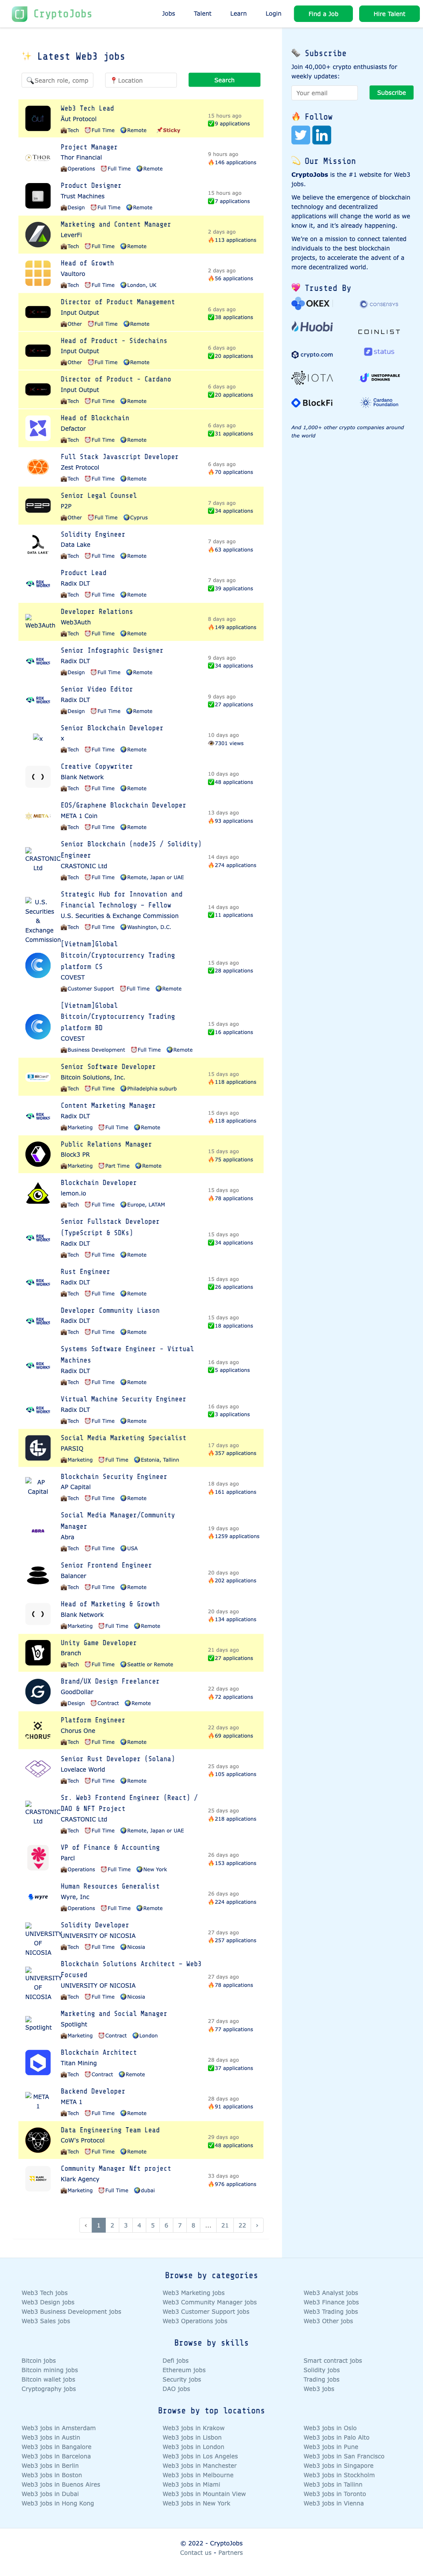 CryptoJobs
Jobs Talent Learn Login Find a Job Hire Talent
✨ Latest Web3 jobs
Search role, comp Location Search
Web3 Tech Lead
Äut Protocol
Tech Full Time Remote Sticky
15 hours ago
9 applications
Project Manager
Thor Financial
Operations Full Time Remote
9 hours ago
146 applications
Product Designer
Trust Machines
Design Full Time Remote
15 hours ago
7 applications
Marketing and Content Manager
LeverFi
Tech Full Time Remote
2 days ago
113 applications
Head of Growth
Vaultoro
Tech Full Time London, UK
2 days ago
56 applications
Director of Product Management
Input Output
Other Full Time Remote
6 days ago
38 applications
Head of Product - Sidechains
Input Output
Other Full Time Remote
6 days ago
20 applications
Director of Product - Cardano
Input Output
Tech Full Time Remote
6 days ago
20 applications
Head of Blockchain
Defactor
Tech Full Time Remote
6 days ago
31 applications
Full Stack Javascript Developer
Zest Protocol
Tech Full Time Remote
6 days ago
70 applications
Senior Legal Counsel
P2P
Other Full Time Cyprus
7 days ago
34 applications
Solidity Engineer
Data Lake
Tech Full Time Remote
7 days ago
63 applications
Product Lead
Radix DLT
Tech Full Time Remote
7 days ago
39 applications
Web3Auth
Developer Relations
Web3Auth
Tech Full Time Remote
8 days ago
149 applications
Senior Infographic Designer
Radix DLT
Design Full Time Remote
9 days ago
34 applications
Senior Video Editor
Radix DLT
Design Full Time Remote
9 days ago
27 applications
x
Senior Blockchain Developer
x
Tech Full Time Remote
10 days ago
7301 views
Creative Copywriter
Blank Network
Tech Full Time Remote
10 days ago
48 applications
EOS/Graphene Blockchain Developer
META 1 Coin
Tech Full Time Remote
13 days ago
93 applications
CRASTONIC Ltd
Senior Blockchain (nodeJS / Solidity)
Engineer
CRASTONIC Ltd
Tech Full Time Remote, Japan or UAE
14 days ago
274 applications
U.S. Securities & Exchange Commission
Strategic Hub for Innovation and
Financial Technology - Fellow
U.S. Securities & Exchange Commission
Tech Full Time Washington, D.C.
14 days ago
11 applications
[Vietnam]Global
Bitcoin/Cryptocurrency Trading
platform CS
COVEST
Customer Support Full Time Remote
15 days ago
28 applications
[Vietnam]Global
Bitcoin/Cryptocurrency Trading
platform BD
COVEST
Business Development Full Time Remote
15 days ago
16 applications
Senior Software Developer
Bitcoin Solutions, Inc.
Tech Full Time Philadelphia suburb
15 days ago
118 applications
Content Marketing Manager
Radix DLT
Marketing Full Time Remote
15 days ago
118 applications
Public Relations Manager
Block3 PR
Marketing Part Time Remote
15 days ago
75 applications
Blockchain Developer
lemon.io
Tech Full Time Europe, LATAM
15 days ago
78 applications
Senior Fullstack Developer
(TypeScript & SDKs)
Radix DLT
Tech Full Time Remote
15 days ago
34 applications
Rust Engineer
Radix DLT
Tech Full Time Remote
15 days ago
26 applications
Developer Community Liason
Radix DLT
Tech Full Time Remote
15 days ago
18 applications
Systems Software Engineer - Virtual
Machines
Radix DLT
Tech Full Time Remote
16 days ago
5 applications
Virtual Machine Security Engineer
Radix DLT
Tech Full Time Remote
16 days ago
3 applications
Social Media Marketing Specialist
PARSIQ
Marketing Full Time Estonia, Tallinn
17 days ago
357 applications
AP Capital
Blockchain Security Engineer
AP Capital
Tech Full Time Remote
18 days ago
161 applications
Social Media Manager/Community
Manager
Abra
Tech Full Time USA
19 days ago
1259 applications
Senior Frontend Engineer
Balancer
Tech Full Time Remote
20 days ago
202 applications
Head of Marketing & Growth
Blank Network
Marketing Full Time Remote
20 days ago
134 applications
Unity Game Developer
Branch
Tech Full Time Seattle or Remote
21 days ago
27 applications
Brand/UX Design Freelancer
GoodDollar
Design Contract Remote
22 days ago
72 applications
Platform Engineer
Chorus One
Tech Full Time Remote
22 days ago
69 applications
Senior Rust Developer (Solana)
Lovelace World
Tech Full Time Remote
25 days ago
105 applications
CRASTONIC Ltd
Sr. Web3 Frontend Engineer (React) /
DAO & NFT Project
CRASTONIC Ltd
Tech Full Time Remote, Japan or UAE
25 days ago
218 applications
VP of Finance & Accounting
Parcl
Operations Full Time New York
26 days ago
153 applications
Human Resources Generalist
Wyre, Inc
Operations Full Time Remote
26 days ago
224 applications
UNIVERSITY OF NICOSIA
Solidity Developer
UNIVERSITY OF NICOSIA
Tech Full Time Nicosia
27 days ago
257 applications
UNIVERSITY OF NICOSIA
Blockchain Solutions Architect - Web3
Focused
UNIVERSITY OF NICOSIA
Tech Full Time Nicosia
27 days ago
78 applications
Spotlight
Marketing and Social Manager
Spotlight
Marketing Contract London
27 days ago
77 applications
Blockchain Architect
Titan Mining
Tech Contract Remote
28 days ago
37 applications
META 1
Backend Developer
META 1
Tech Full Time Remote
28 days ago
91 applications
Data Engineering Team Lead
CoW's Protocol
Tech Full Time Remote
29 days ago
48 applications
Community Manager Nft project
Klark Agency
Marketing Full Time dubai
33 days ago
976 applications
‹ 1 2 3 4 5 6 7 8 ... 21 22 ›
Subscribe
Join 40,000+ crypto enthusiasts for
weekly updates:
Your email Subscribe
Follow
Our Mission
CryptoJobs is the #1 website for Web3
jobs.
We believe the emergence of blockchain
technology and decentralized
applications will change the world as we
know it, and it's already happening.
We're on a mission to connect talented
individuals to the best blockchain
projects, to accelerate the advent of a
more decentralized world.
Trusted By
OKEX CONSENSYS
Huobi COINLIST
crypto.com status
IOTA UNSTOPPABLE DOMAINS
BlockFi Cardano Foundation
And 1,000+ other crypto companies around
the world
Browse by categories
Web3 Tech jobs Web3 Marketing jobs Web3 Analyst jobs
Web3 Design jobs Web3 Community Manager jobs Web3 Finance jobs
Web3 Business Development jobs Web3 Customer Support jobs Web3 Trading jobs
Web3 Sales jobs Web3 Operations jobs Web3 Other jobs
Browse by skills
Bitcoin jobs Defi jobs Smart contract jobs
Bitcoin mining jobs Ethereum jobs Solidity jobs
Bitcoin wallet jobs Security jobs Trading jobs
Cryptography jobs DAO jobs Web3 jobs
Browse by top locations
Web3 jobs in Amsterdam Web3 jobs in Krakow Web3 jobs in Oslo
Web3 jobs in Austin Web3 jobs in Lisbon Web3 jobs in Palo Alto
Web3 jobs in Bangalore Web3 jobs in London Web3 jobs in Pune
Web3 jobs in Barcelona Web3 jobs in Los Angeles Web3 jobs in San Francisco
Web3 jobs in Berlin Web3 jobs in Manchester Web3 jobs in Singapore
Web3 jobs in Boston Web3 jobs in Melbourne Web3 jobs in Stockholm
Web3 jobs in Buenos Aires Web3 jobs in Miami Web3 jobs in Tallinn
Web3 jobs in Dubai Web3 jobs in Mountain View Web3 jobs in Toronto
Web3 jobs in Hong Kong Web3 jobs in New York Web3 jobs in Vienna
© 2022 - CryptoJobs
Contact us - Partners